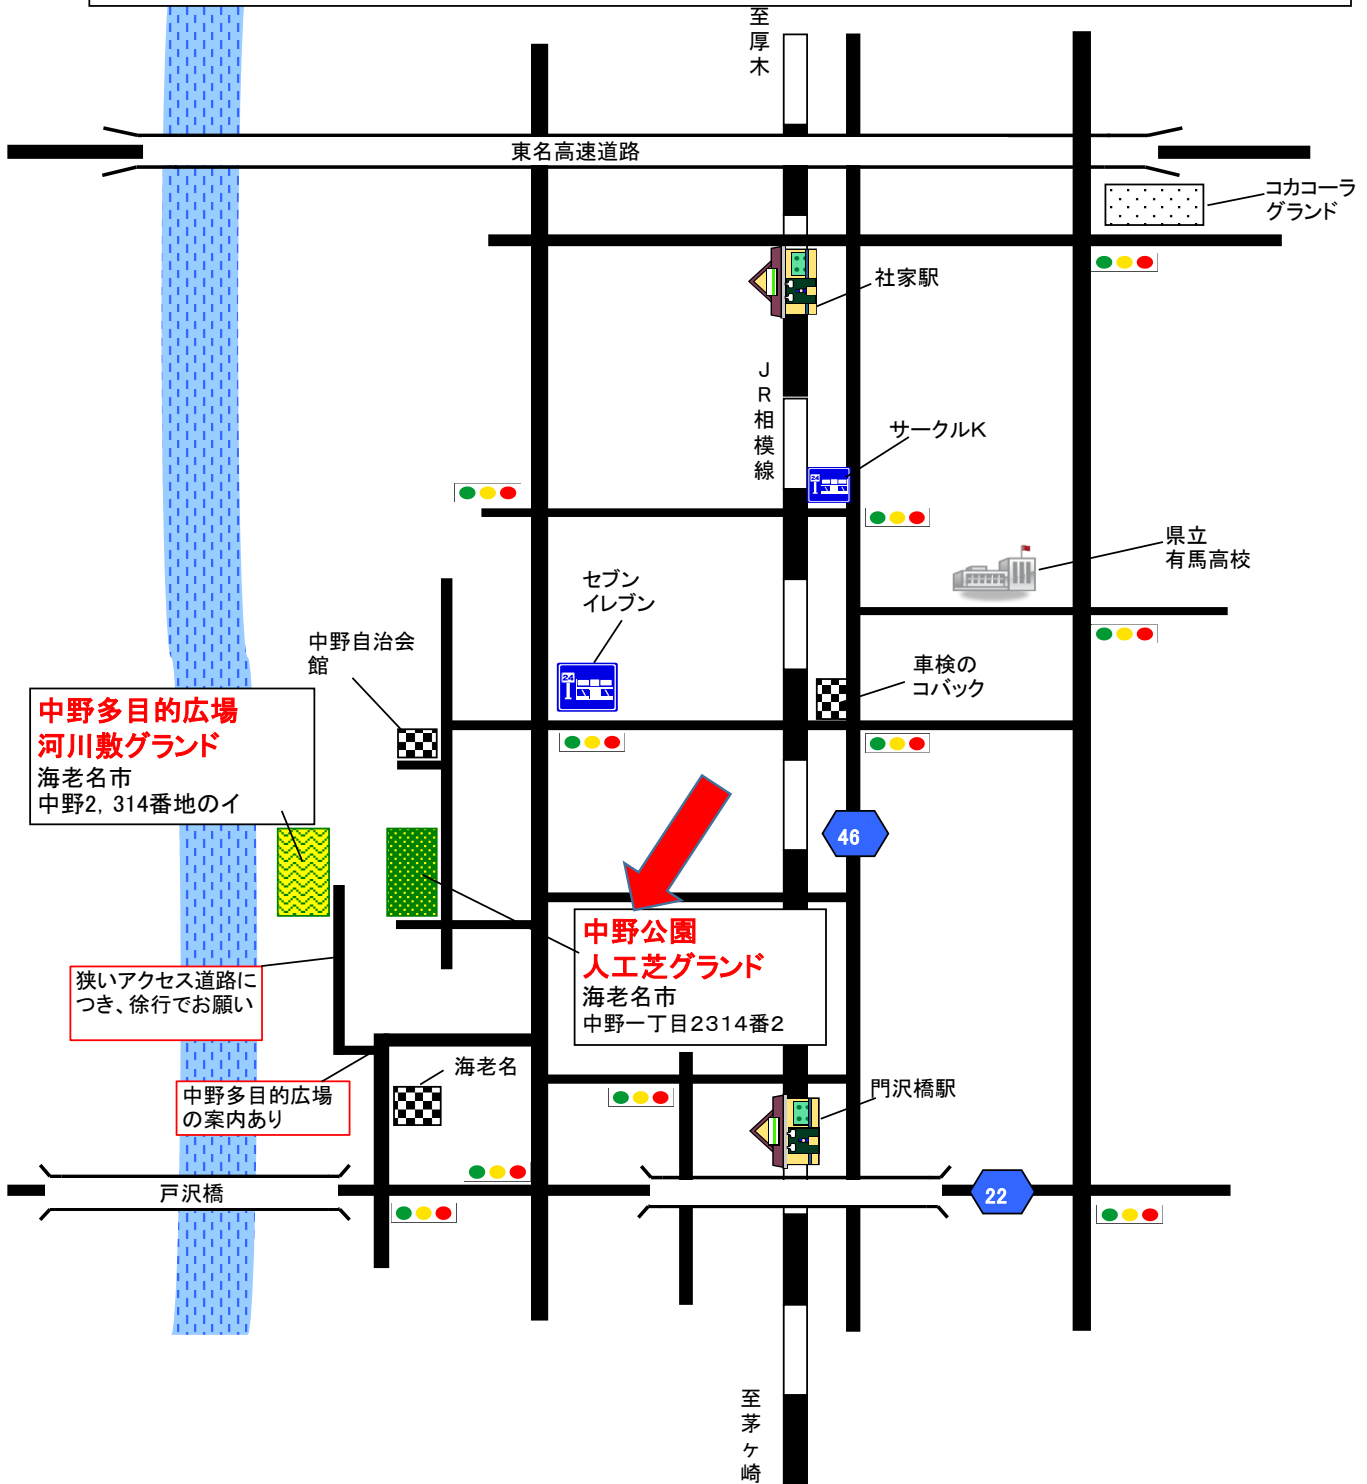 至
厚
木
東名高速道路
コカコーラ
グランド
社家駅
J
R
相
模
線
サークルK
県立
有馬高校
セブン
イレブン
24
24
中野自治会
館
車検の
コバック
中野多目的広場
河川敷グランド
海老名市
中野2, 314番地のイ
46
中野公園
人工芝グランド
海老名市
中野一丁目2314番2
狭いアクセス道路に
つき、徐行でお願い
海老名
中野多目的広場
の案内あり
門沢橋駅
戸沢橋
22
至
茅
ヶ
崎